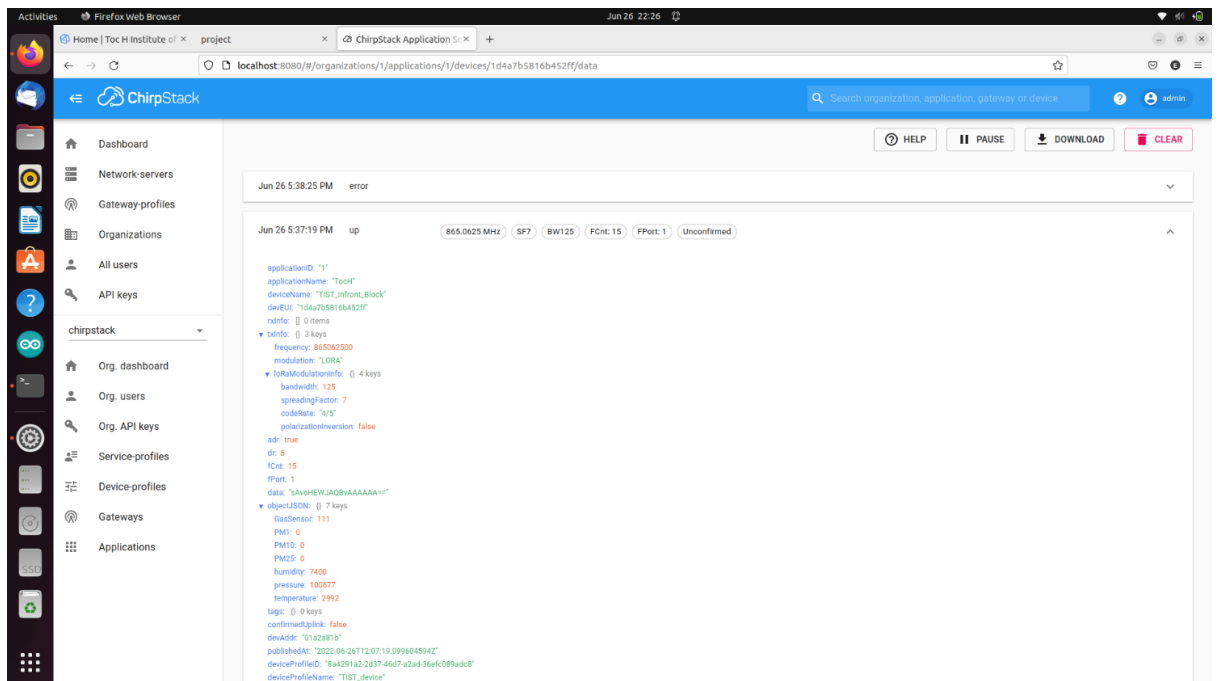 Activities Firefox Web Browser Jun 26 22:26
Home | Toc H Institute of × project × ChirpStack Application Se × +
localhost:8080/#/organizations/1/applications/1/devices/1d4a7b5816b452ff/data
ChirpStack Search organization, application, gateway or device ? admin
HELP PAUSE DOWNLOAD CLEAR
Dashboard
Network-servers
Gateway-profiles
Organizations
All users
API keys
chirpstack
Org. dashboard
Org. users
Org. API keys
Service-profiles
Device-profiles
Gateways
Applications
Jun 26 5:38:25 PM error
Jun 26 5:37:19 PM up 865.0625 MHz SF7 BW125 FCnt: 15 FPort: 1 Unconfirmed
applicationID: "1"
applicationName: "TocH"
deviceName: "TIST_Infront_Block"
devEUI: "1d4a7b5816b452ff"
rxInfo: [] 0 items
txInfo: {} 3 keys
frequency: 865062500
modulation: "LORA"
loRaModulationInfo: {} 4 keys
bandwidth: 125
spreadingFactor: 7
codeRate: "4/5"
polarizationInversion: false
adr: true
dr: 5
fCnt: 15
fPort: 1
data: "sAvoHEWJAQBvAAAAAA=="
objectJSON: {} 7 keys
GasSensor: 111
PM1: 0
PM10: 0
PM25: 0
humidity: 7400
pressure: 100677
temperature: 2992
tags: {} 0 keys
confirmedUplink: false
devAddr: "01a2a81b"
publishedAt: "2022-06-26T12:07:19.099604594Z"
deviceProfileID: "8a4291a2-2d37-46d7-a2ad-36efc089adc8"
deviceProfileName: "TIST_device"
SSD